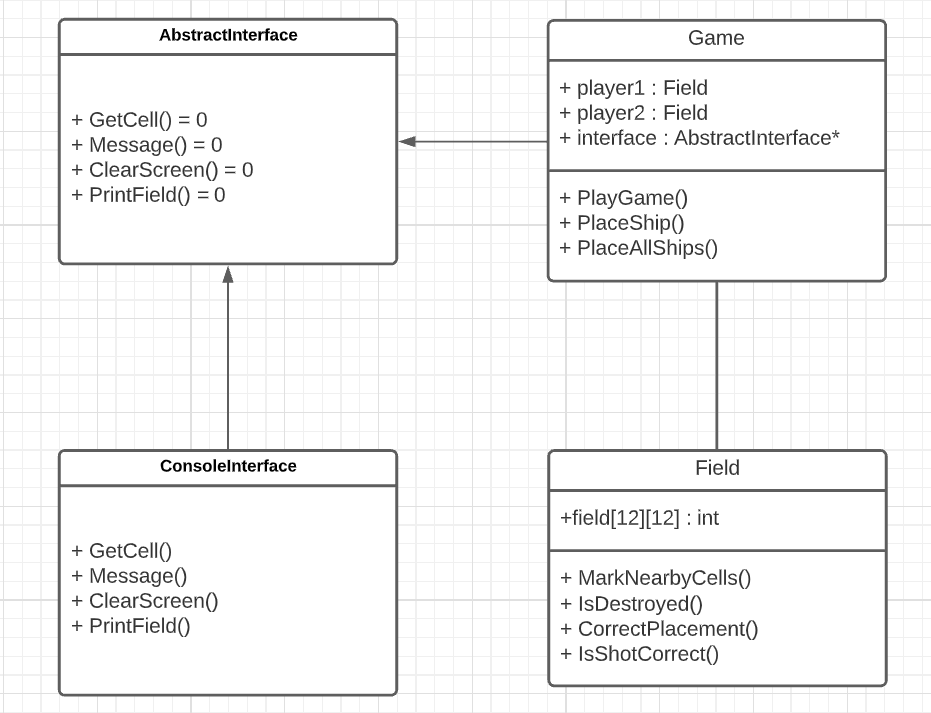 AbstractInterface
+ GetCell() = 0
+ Message() = 0
+ ClearScreen() = 0
+ PrintField() = 0
Game
+ player1 : Field
+ player2 : Field
+ interface : AbstractInterface*
+ PlayGame()
+ PlaceShip()
+ PlaceAllShips()
ConsoleInterface
+ GetCell()
+ Message()
+ ClearScreen()
+ PrintField()
Field
+field[12][12] : int
+ MarkNearbyCells()
+ IsDestroyed()
+ CorrectPlacement()
+ IsShotCorrect()